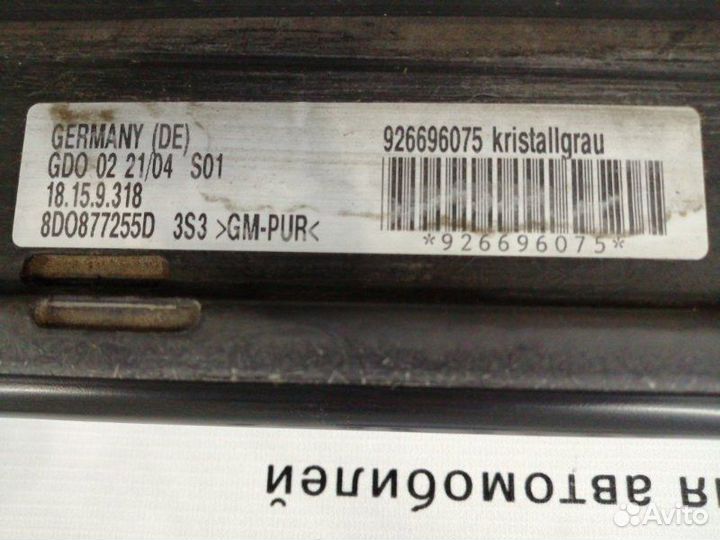 GERMANY (DE)
GDO 02 21/04 S01
18.15.9.318
8D0877255D 3S3 >GM-PUR<
926696075 kristallgrau
*926696075*
автомобилей
Avito